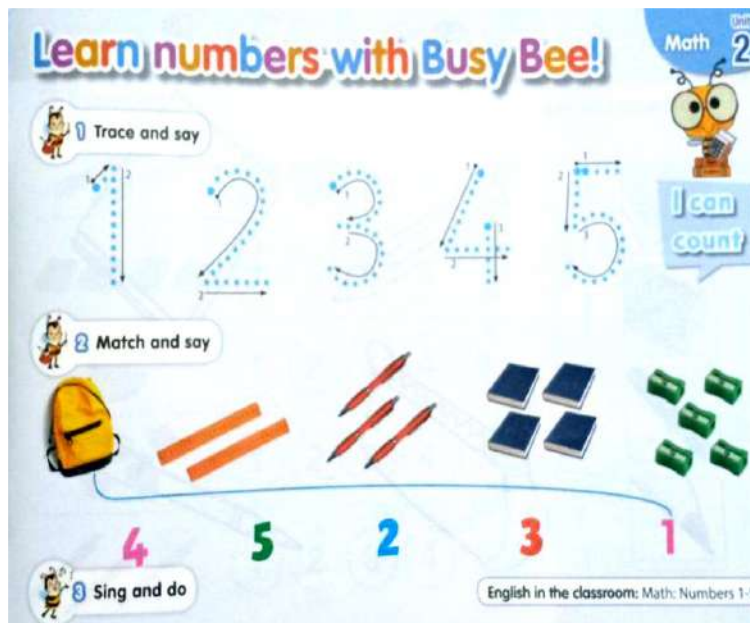 Learn numbers with Busy Bee!
Math
Unit
2
1 Trace and say
1 2 3 4 5
I can
count
2 Match and say
4 5 2 3 1
3 Sing and do
English in the classroom: Math: Numbers 1-